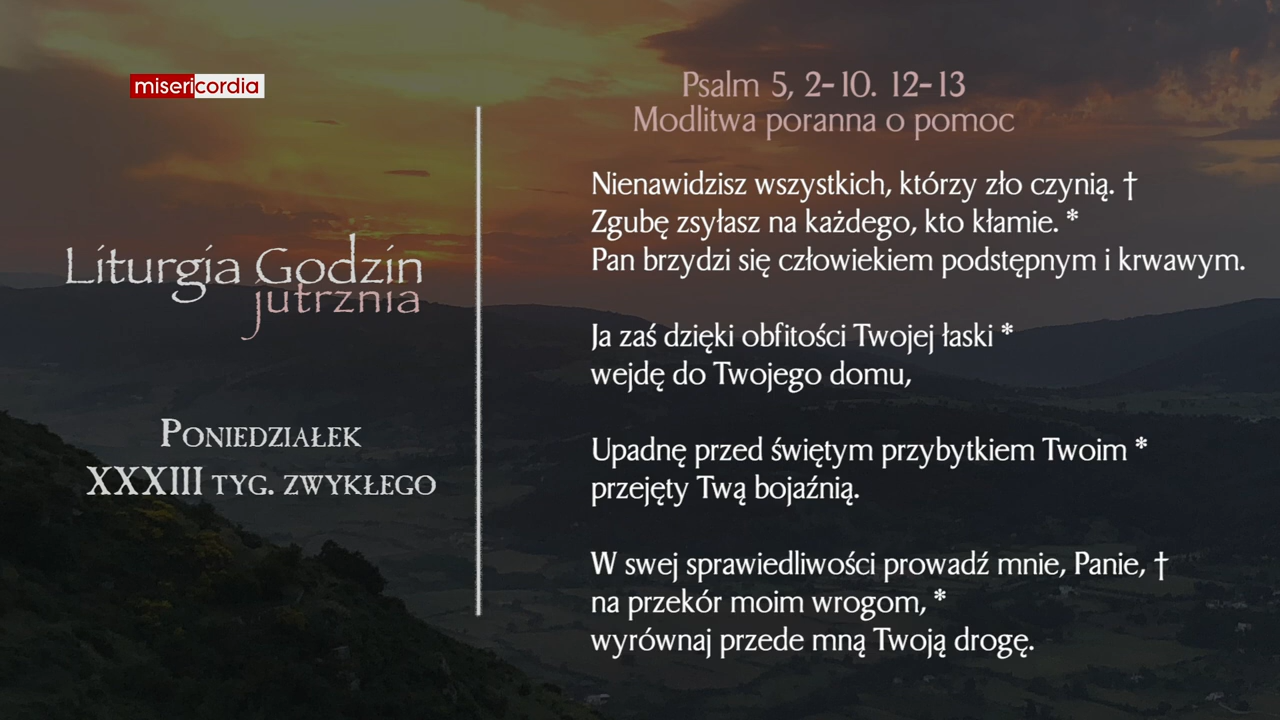 misericordia
Liturgia Godzin
jutrznia
Poniedziałek
XXXIII tyg. zwykłego
Psalm 5, 2-10. 12-13
Modlitwa poranna o pomoc
Nienawidzisz wszystkich, którzy zło czynią. †
Zgubę zsyłasz na każdego, kto kłamie. *
Pan brzydzi się człowiekiem podstępnym i krwawym.
Ja zaś dzięki obfitości Twojej łaski *
wejdę do Twojego domu,
Upadnę przed świętym przybytkiem Twoim *
przejęty Twą bojaźnią.
W swej sprawiedliwości prowadź mnie, Panie, †
na przekór moim wrogom, *
wyrównaj przede mną Twoją drogę.